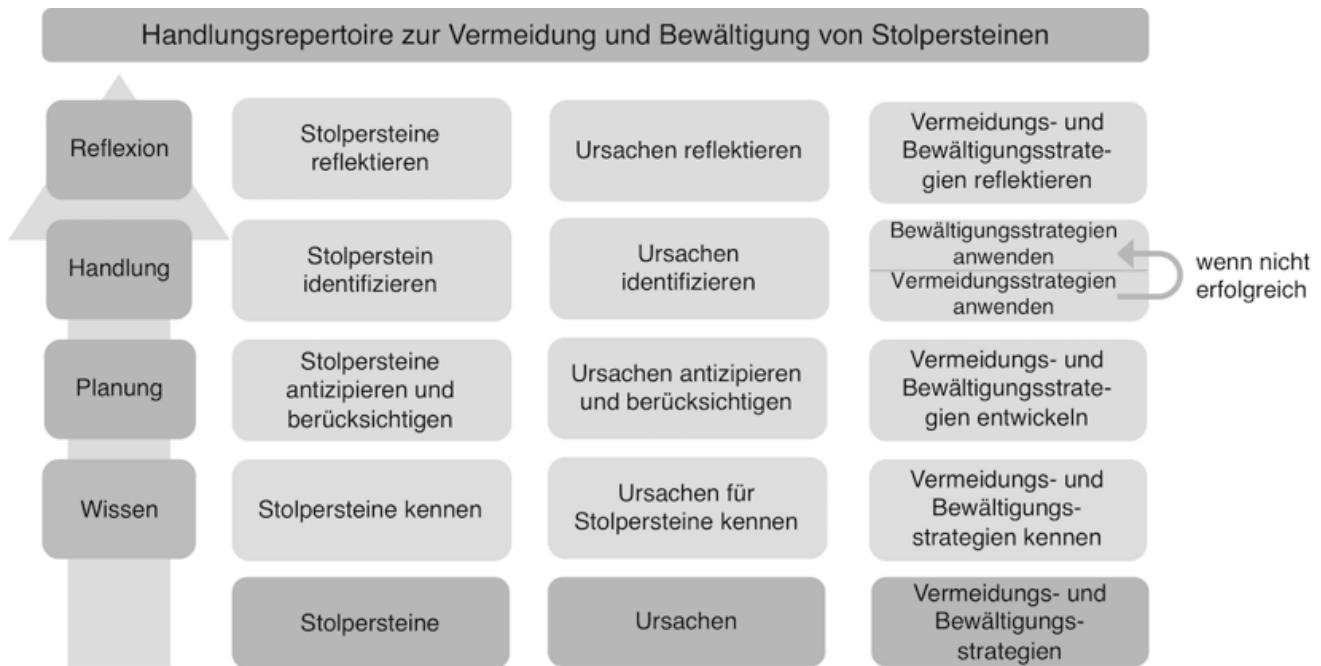 Handlungsrepertoire zur Vermeidung und Bewältigung von Stolpersteinen
Reflexion
Stolpersteine
reflektieren
Ursachen reflektieren
Vermeidungs- und
Bewältigungsstrate-
gien reflektieren
Handlung
Stolperstein
identifizieren
Ursachen
identifizieren
Bewältigungsstrategien
anwenden
Vermeidungsstrategien
anwenden
wenn nicht
erfolgreich
Planung
Stolpersteine
antizipieren und
berücksichtigen
Ursachen antizipieren
und berücksichtigen
Vermeidungs- und
Bewältigungsstrate-
gien entwickeln
Wissen
Stolpersteine kennen
Ursachen für
Stolpersteine kennen
Vermeidungs- und
Bewältigungs-
strategien kennen
Stolpersteine
Ursachen
Vermeidungs- und
Bewältigungs-
strategien